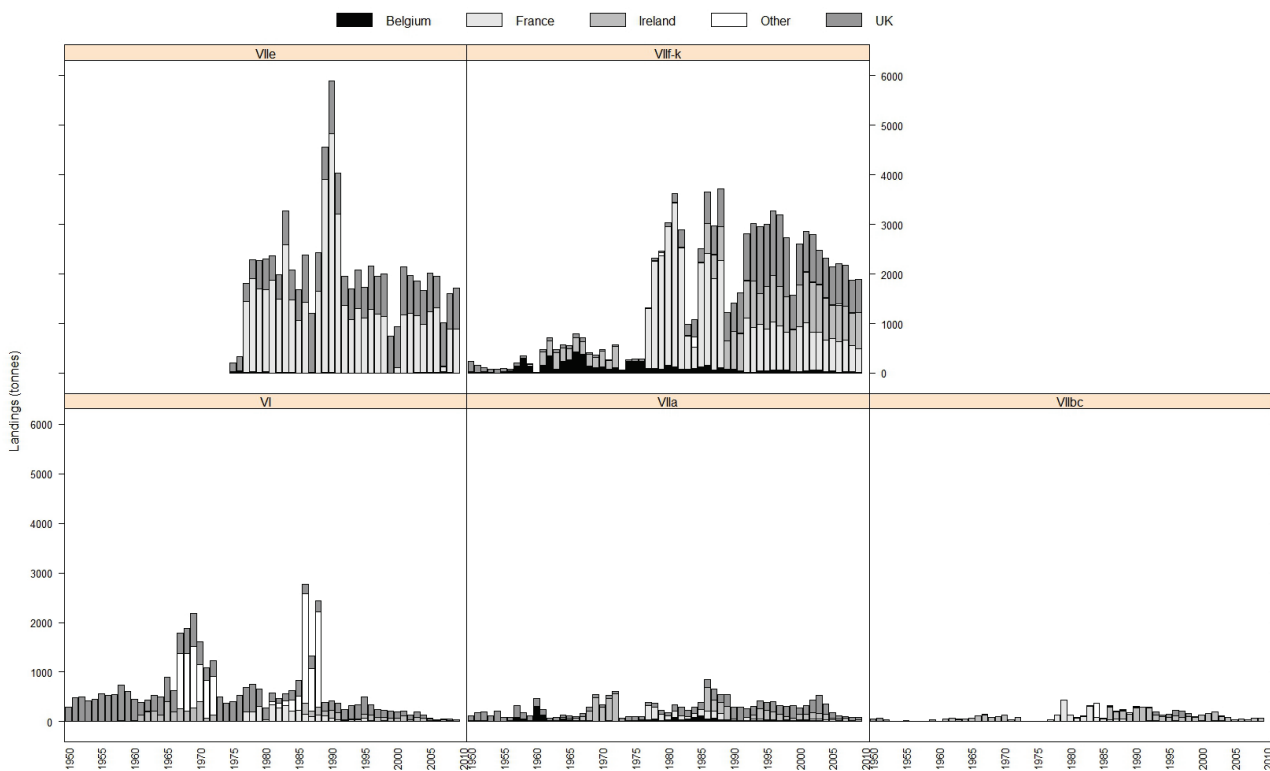 Belgium France Ireland Other UK
VIIe VIIf-k
6000
5000
4000
3000
2000
1000
0
Landings (tonnes)
VI VIIa VIIbc
6000
5000
4000
3000
2000
1000
0
1950 1955 1960 1965 1970 1975 1980 1985 1990 1995 2000 2005 2010 1950 1955 1960 1965 1970 1975 1980 1985 1990 1995 2000 2005 2010 1950 1955 1960 1965 1970 1975 1980 1985 1990 1995 2000 2005 2010